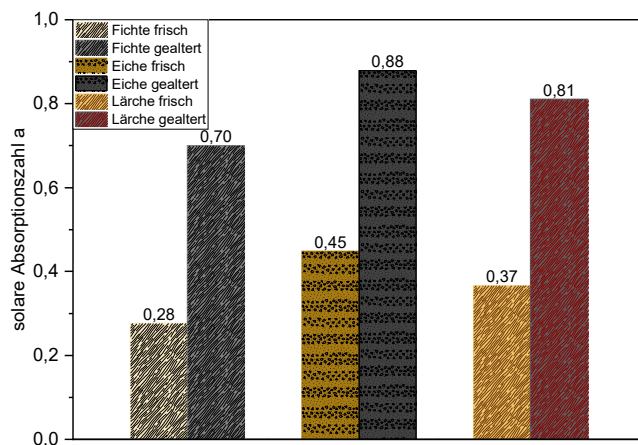 1,0
0,8
0,6
0,4
0,2
0,0
solare Absorptionszahl a
Fichte frisch
Fichte gealtert
Eiche frisch
Eiche gealtert
Lärche frisch
Lärche gealtert
0,28
0,70
0,45
0,88
0,37
0,81